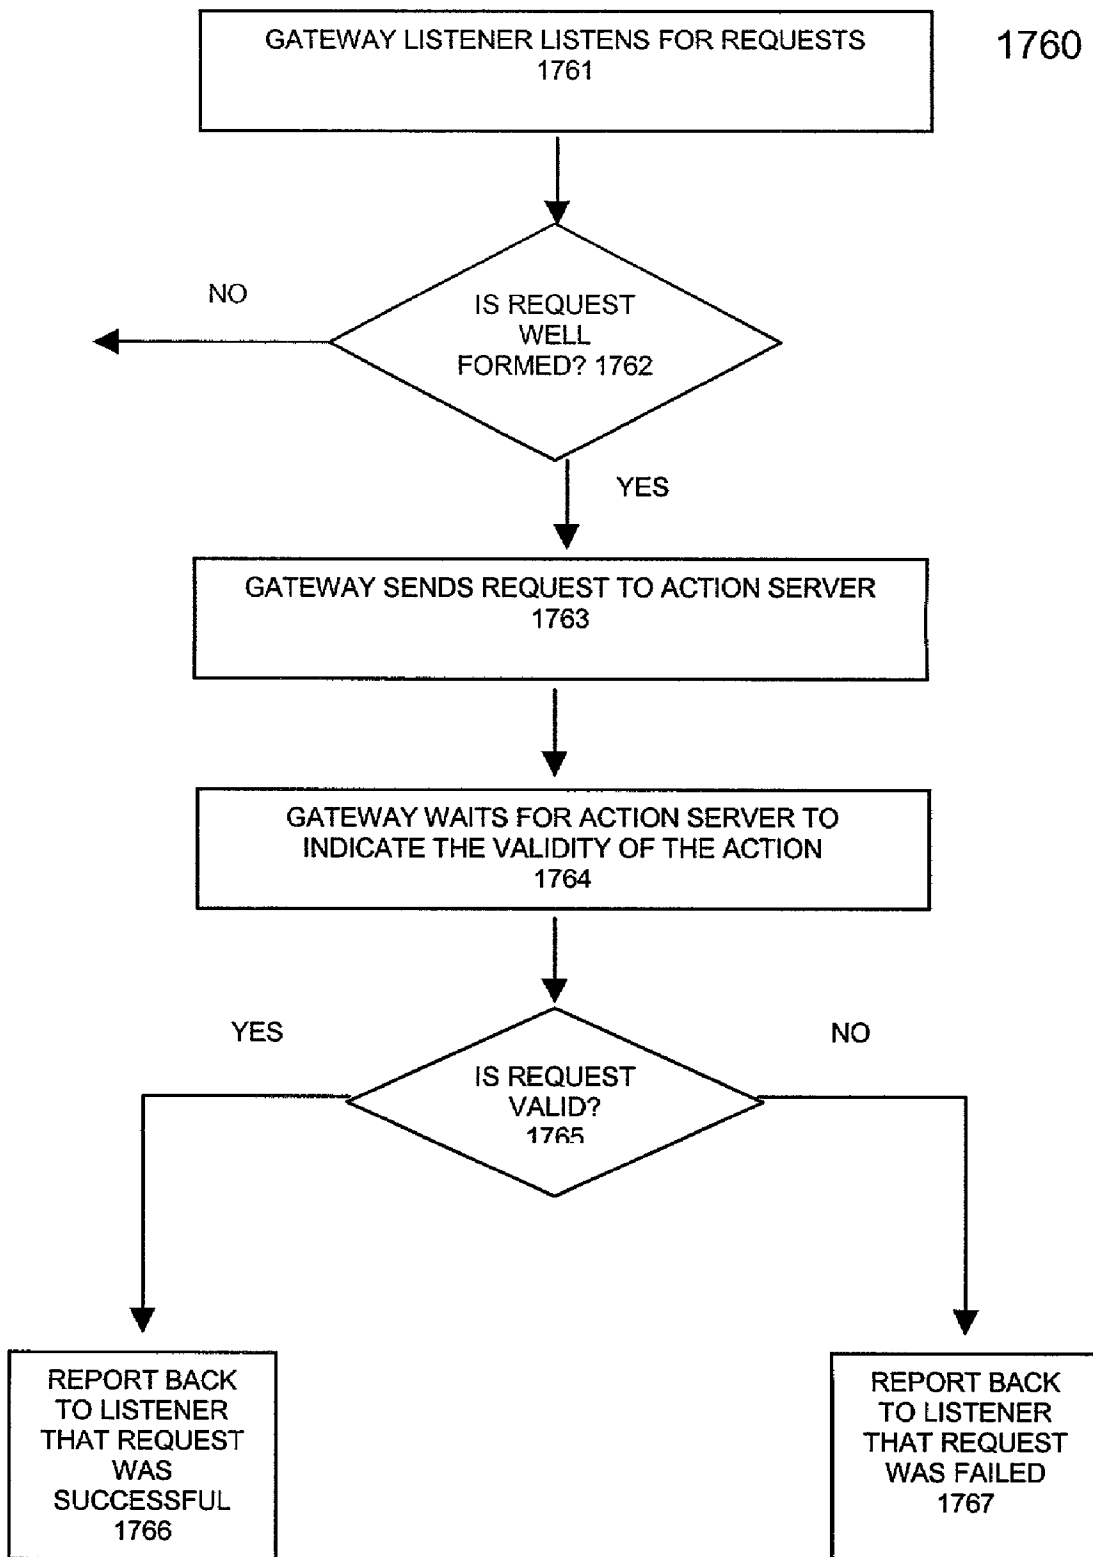 GATEWAY LISTENER LISTENS FOR REQUESTS
1761
1760
NO
IS REQUEST
WELL
FORMED? 1762
YES
GATEWAY SENDS REQUEST TO ACTION SERVER
1763
GATEWAY WAITS FOR ACTION SERVER TO
INDICATE THE VALIDITY OF THE ACTION
1764
YES
NO
IS REQUEST
VALID?
1765
REPORT BACK
TO LISTENER
THAT REQUEST
WAS
SUCCESSFUL
1766
REPORT BACK
TO LISTENER
THAT REQUEST
WAS FAILED
1767